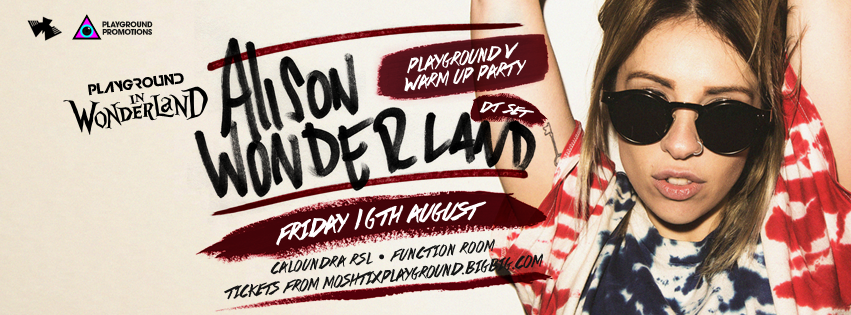 PLAYGROUND
PROMOTIONS
PLAYGROUND
IN
WONDERLAND
ALISON
WONDERLAND
PLAYGROUND V
WARM UP PARTY
DJ SET
FRIDAY 16TH AUGUST
CALOUNDRA RSL • FUNCTION ROOM
TICKETS FROM MOSHTIXPLAYGROUND.BIGBIG.COM